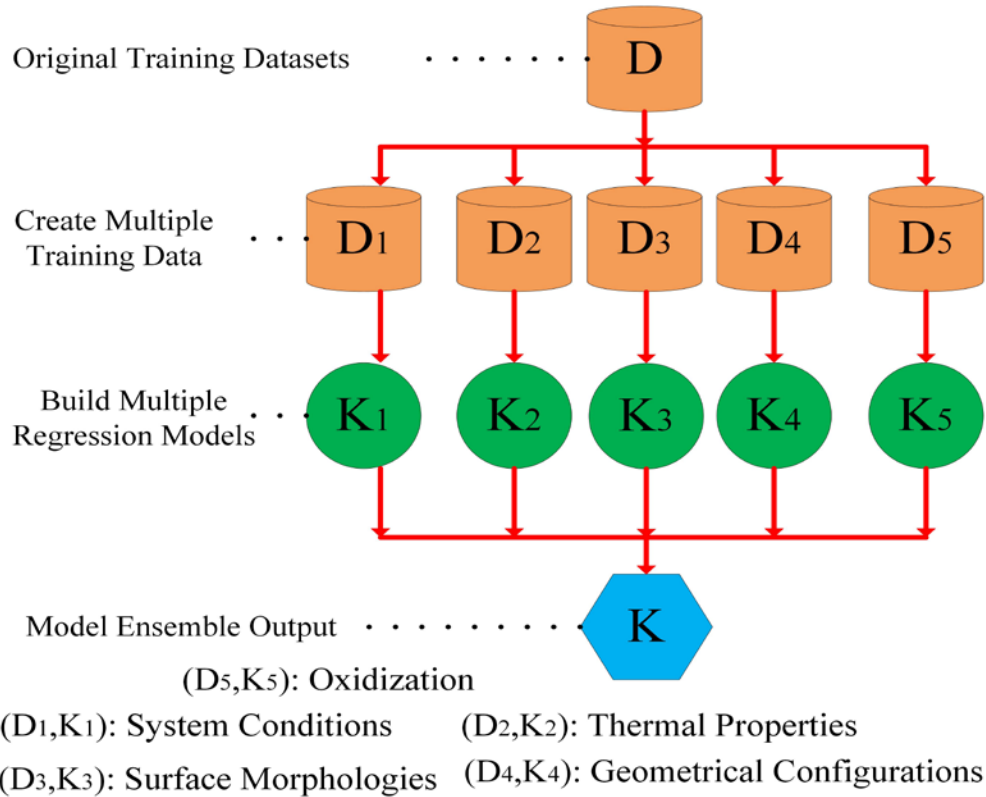 Original Training Datasets
D
Create Multiple
Training Data
D1
D2
D3
D4
D5
Build Multiple
Regression Models
K1
K2
K3
K4
K5
Model Ensemble Output
K
(D5,K5): Oxidization
(D1,K1): System Conditions
(D2,K2): Thermal Properties
(D3,K3): Surface Morphologies
(D4,K4): Geometrical Configurations